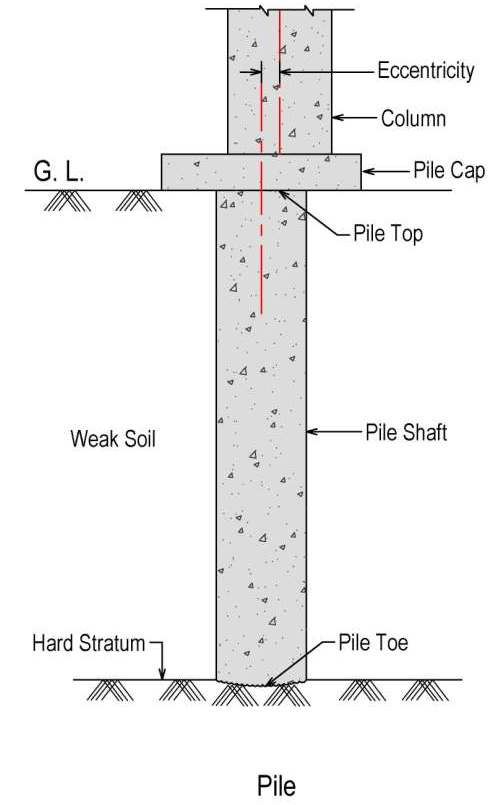 Eccentricity
Column
G. L.
Pile Cap
Pile Top
Weak Soil
Pile Shaft
Hard Stratum
Pile Toe
Pile